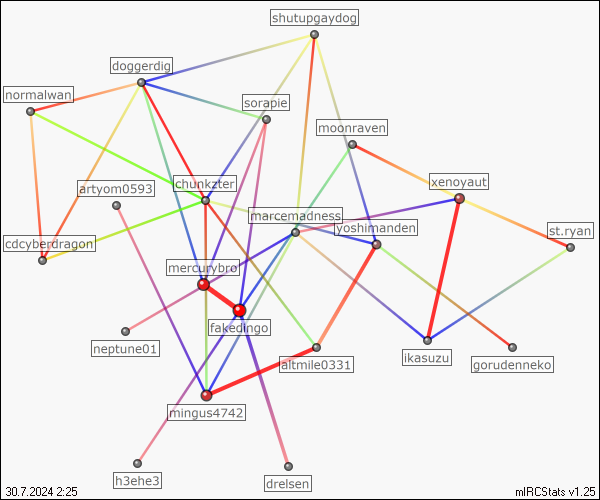 shutupgaydog
doggerdig
normalwan
sorapie
moonraven
artyom0593
chunkzter
xenoyaut
marcemadness
yoshimanden
st.ryan
cdcyberdragon
mercurybro
fakedingo
neptune01
altmile0331
ikasuzu
gorudenneko
mingus4742
h3ehe3
drelsen
30.7.2024 2:25
mIRCStats v1.25